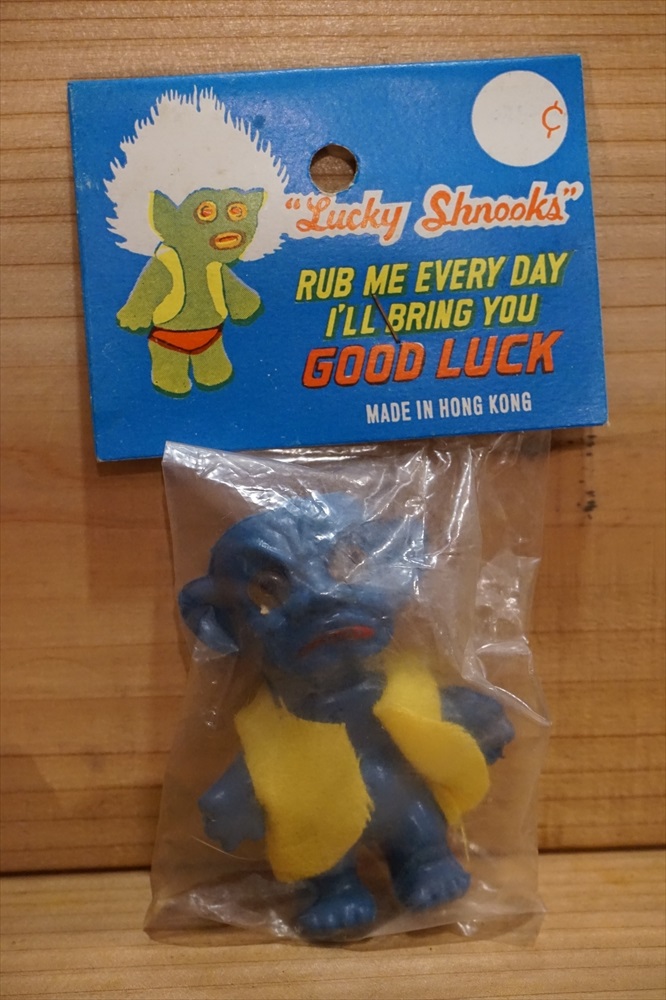 ¢
"Lucky Shnooks"
RUB ME EVERY DAY
I'LL BRING YOU
GOOD LUCK
MADE IN HONG KONG